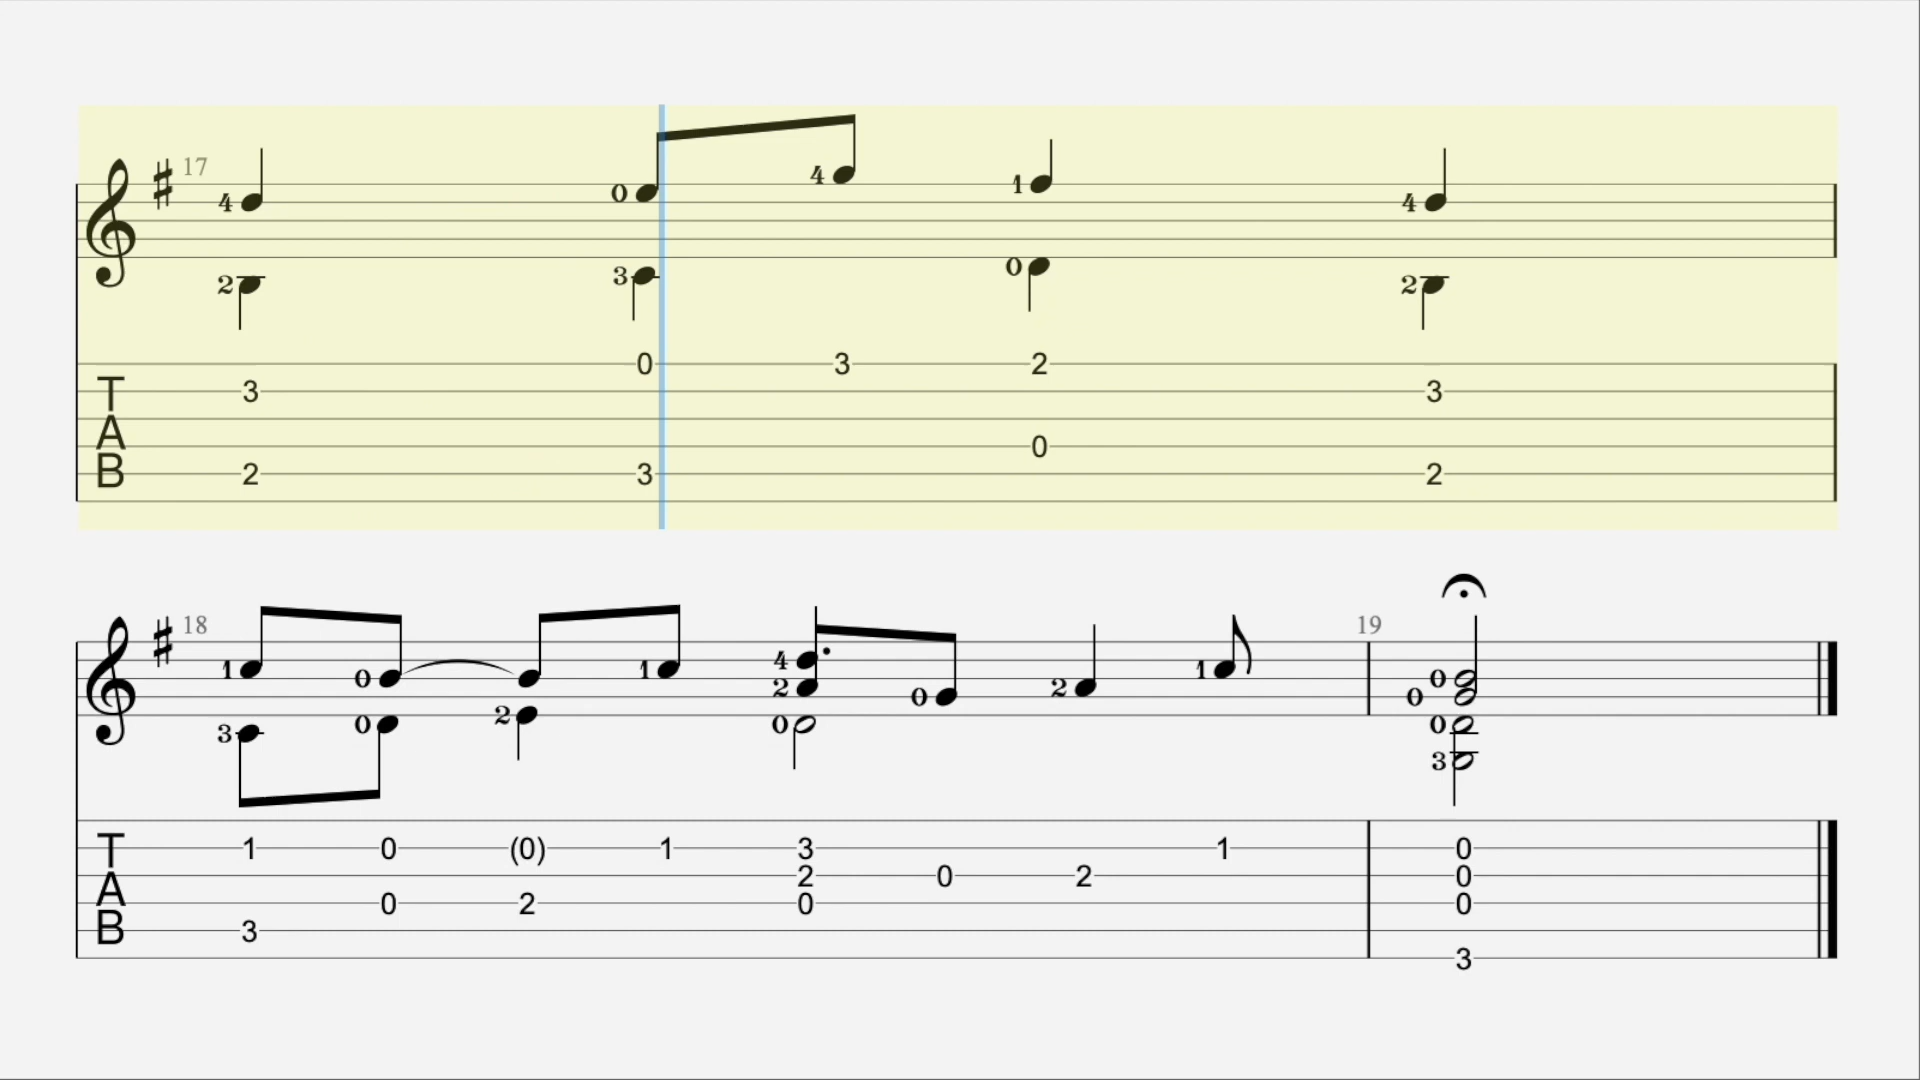 17
4 0 4 1 4
2 3 0 2
0 3 2
T 3 3
A 0
B 2 3 2
18 19
1 0 1 4 2 0 2 1 0 0
3 0 2 0 0 3
T 1 0 (0) 1 3 1 0
A 2 0 2 0
0 2 0 0
B 3
3